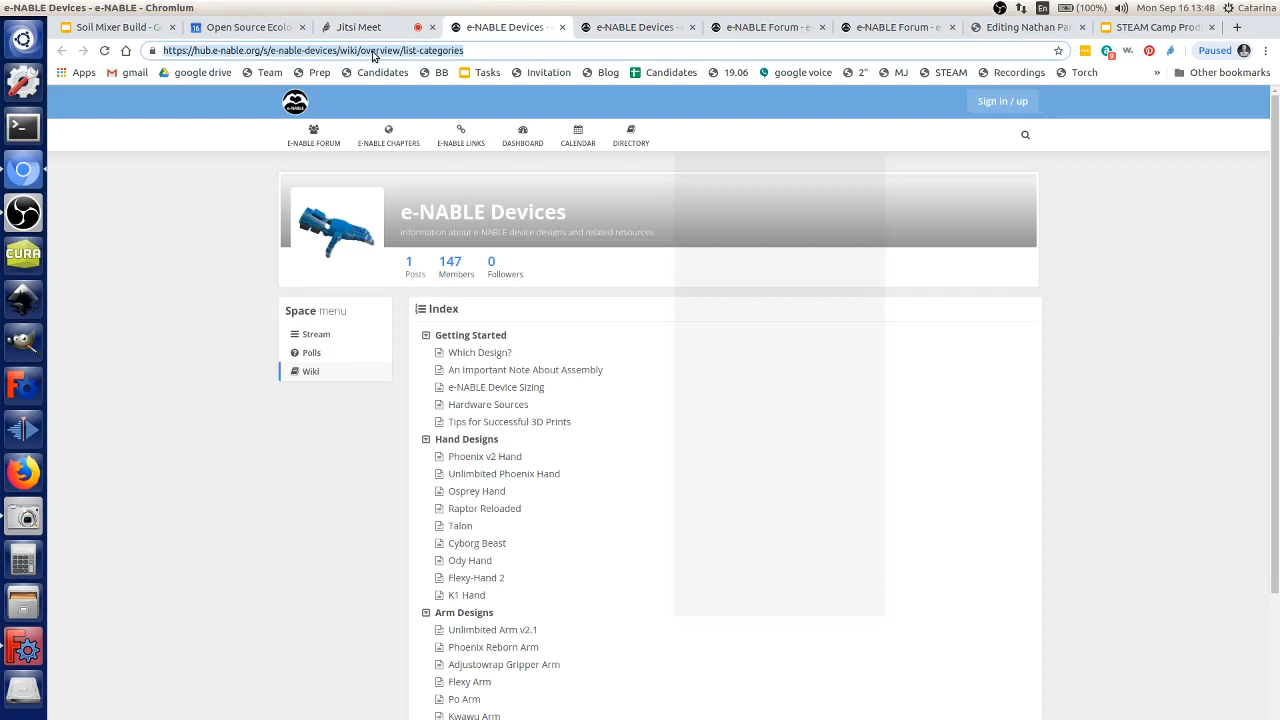 e-NABLE Devices - e-NABLE - Chromium
En
(100%)
Mon Sep 16 13:48
Catarina
Soil Mixer Build - G
Open Source Ecolo
Jitsi Meet
e-NABLE Devices -
e-NABLE Devices -
e-NABLE Forum - e-
e-NABLE Forum - e-
Editing Nathan Par
STEAM Camp Prod
https://hub.e-nable.org/s/e-nable-devices/wiki/overview/list-categories
Paused
Apps
gmail
google drive
Team
Prep
Candidates
BB
Tasks
Invitation
Blog
Candidates
19.06
google voice
2"
MJ
STEAM
Recordings
Torch
»
Other bookmarks
e-NABLE
Sign in / up
E-NABLE FORUM
E-NABLE CHAPTERS
E-NABLE LINKS
DASHBOARD
CALENDAR
DIRECTORY
e-NABLE Devices
Information about e-NABLE device designs and related resources
1
147
0
Posts
Members
Followers
Space menu
Stream
Polls
Wiki
Index
Getting Started
Which Design?
An Important Note About Assembly
e-NABLE Device Sizing
Hardware Sources
Tips for Successful 3D Prints
Hand Designs
Phoenix v2 Hand
Unlimbited Phoenix Hand
Osprey Hand
Raptor Reloaded
Talon
Cyborg Beast
Ody Hand
Flexy-Hand 2
K1 Hand
Arm Designs
Unlimbited Arm v2.1
Phoenix Reborn Arm
Adjustowrap Gripper Arm
Flexy Arm
Po Arm
Kwawu Arm
CURA